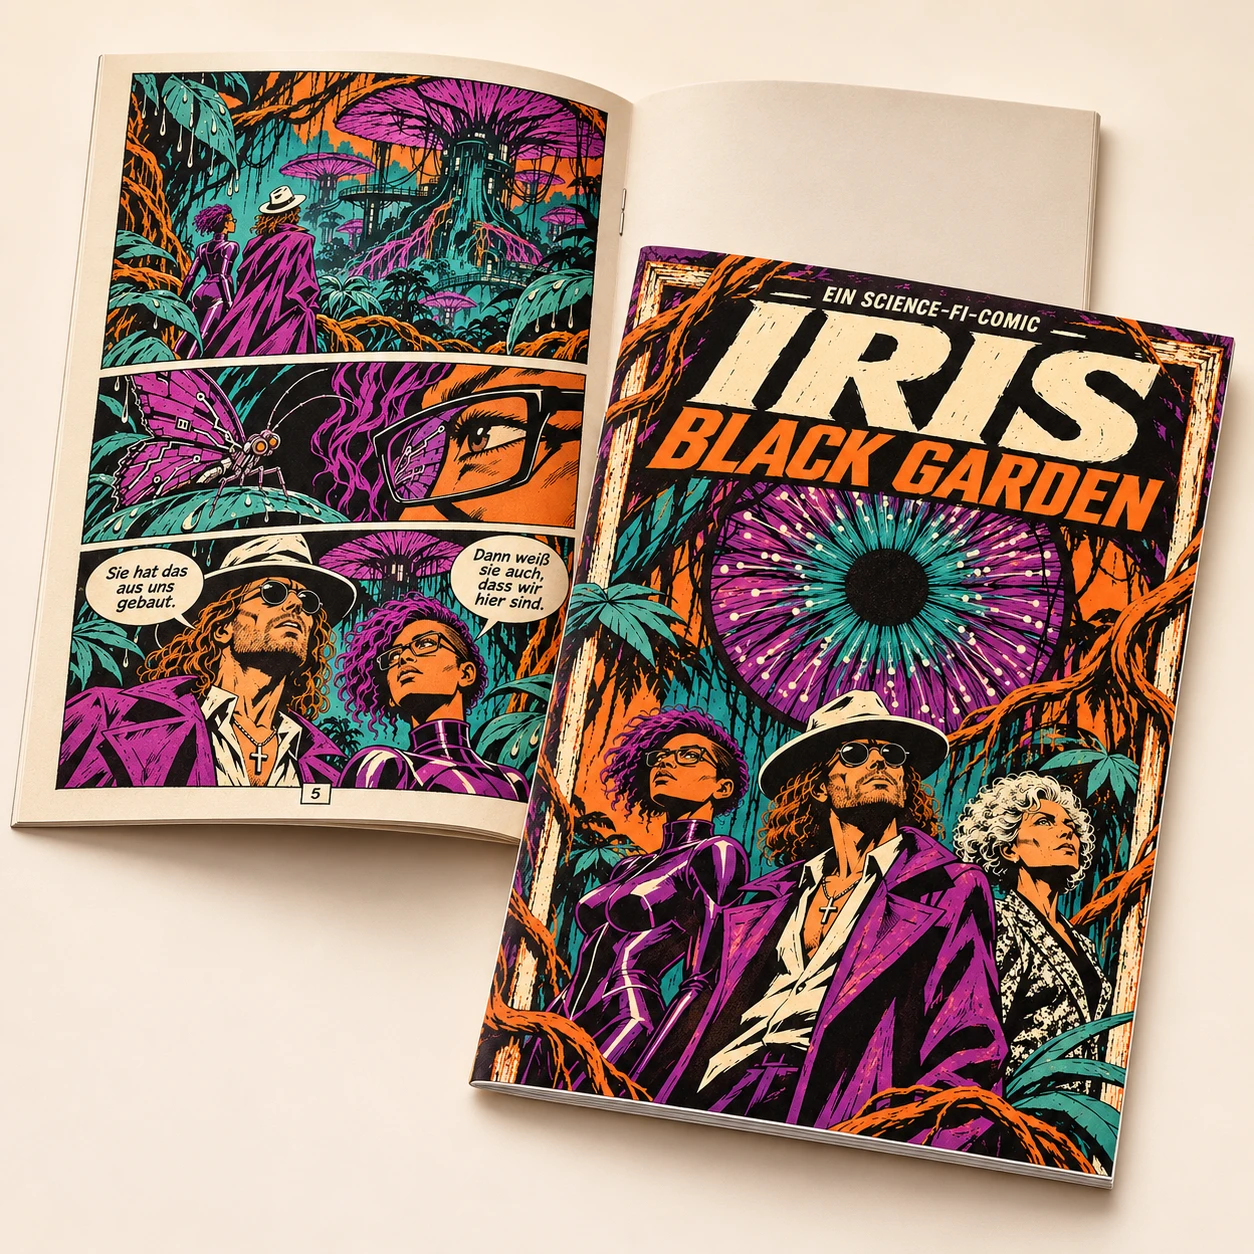 Sie hat das
aus uns
gebaut.
Dann weiß
sie auch,
dass wir
hier sind.
5
EIN SCIENCE-FI-COMIC
IRIS
BLACK GARDEN